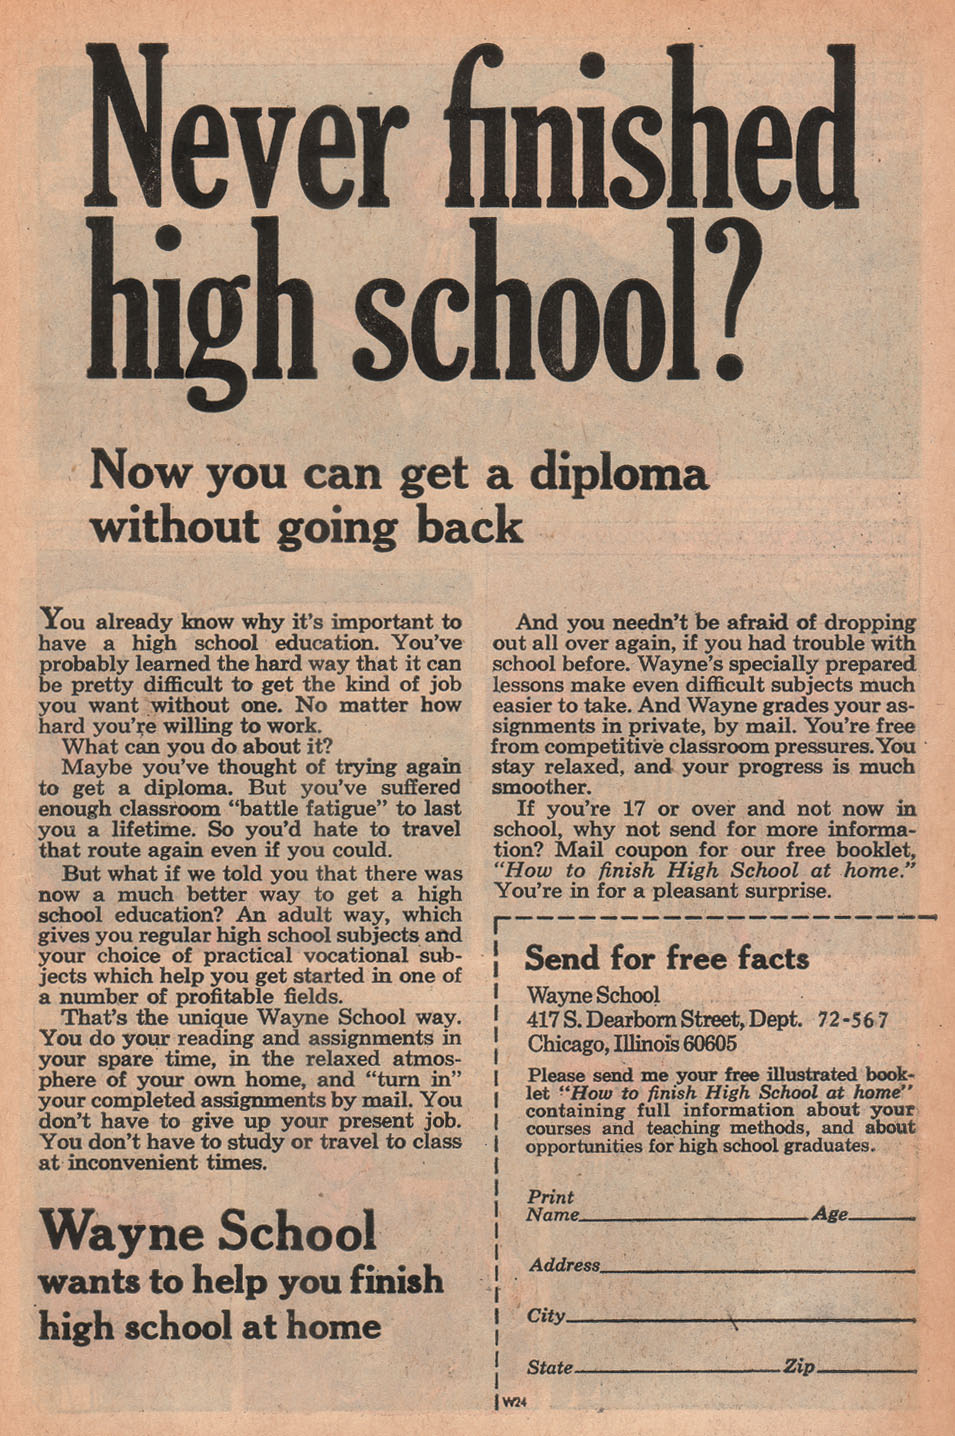 Never finished
high school?
Now you can get a diploma
without going back
You already know why it's important to
have a high school education. You've
probably learned the hard way that it can
be pretty difficult to get the kind of job
you want without one. No matter how
hard you're willing to work.
What can you do about it?
Maybe you've thought of trying again
to get a diploma. But you've suffered
enough classroom "battle fatigue" to last
you a lifetime. So you'd hate to travel
that route again even if you could.
But what if we told you that there was
now a much better way to get a high
school education? An adult way, which
gives you regular high school subjects and
your choice of practical vocational sub-
jects which help you get started in one of
a number of profitable fields.
That's the unique Wayne School way.
You do your reading and assignments in
your spare time, in the relaxed atmos-
phere of your own home, and "turn in"
your completed assignments by mail. You
don't have to give up your present job.
You don't have to study or travel to class
at inconvenient times.
Wayne School
wants to help you finish
high school at home
And you needn't be afraid of dropping
out all over again, if you had trouble with
school before. Wayne's specially prepared
lessons make even difficult subjects much
easier to take. And Wayne grades your as-
signments in private, by mail. You're free
from competitive classroom pressures. You
stay relaxed, and your progress is much
smoother.
If you're 17 or over and not now in
school, why not send for more informa-
tion? Mail coupon for our free booklet,
"How to finish High School at home."
You're in for a pleasant surprise.
Send for free facts
Wayne School
417 S. Dearborn Street, Dept. 72-567
Chicago, Illinois 60605
Please send me your free illustrated book-
let "How to finish High School at home"
containing full information about your
courses and teaching methods, and about
opportunities for high school graduates.
Print
Name Age
Address
City
State Zip
W24